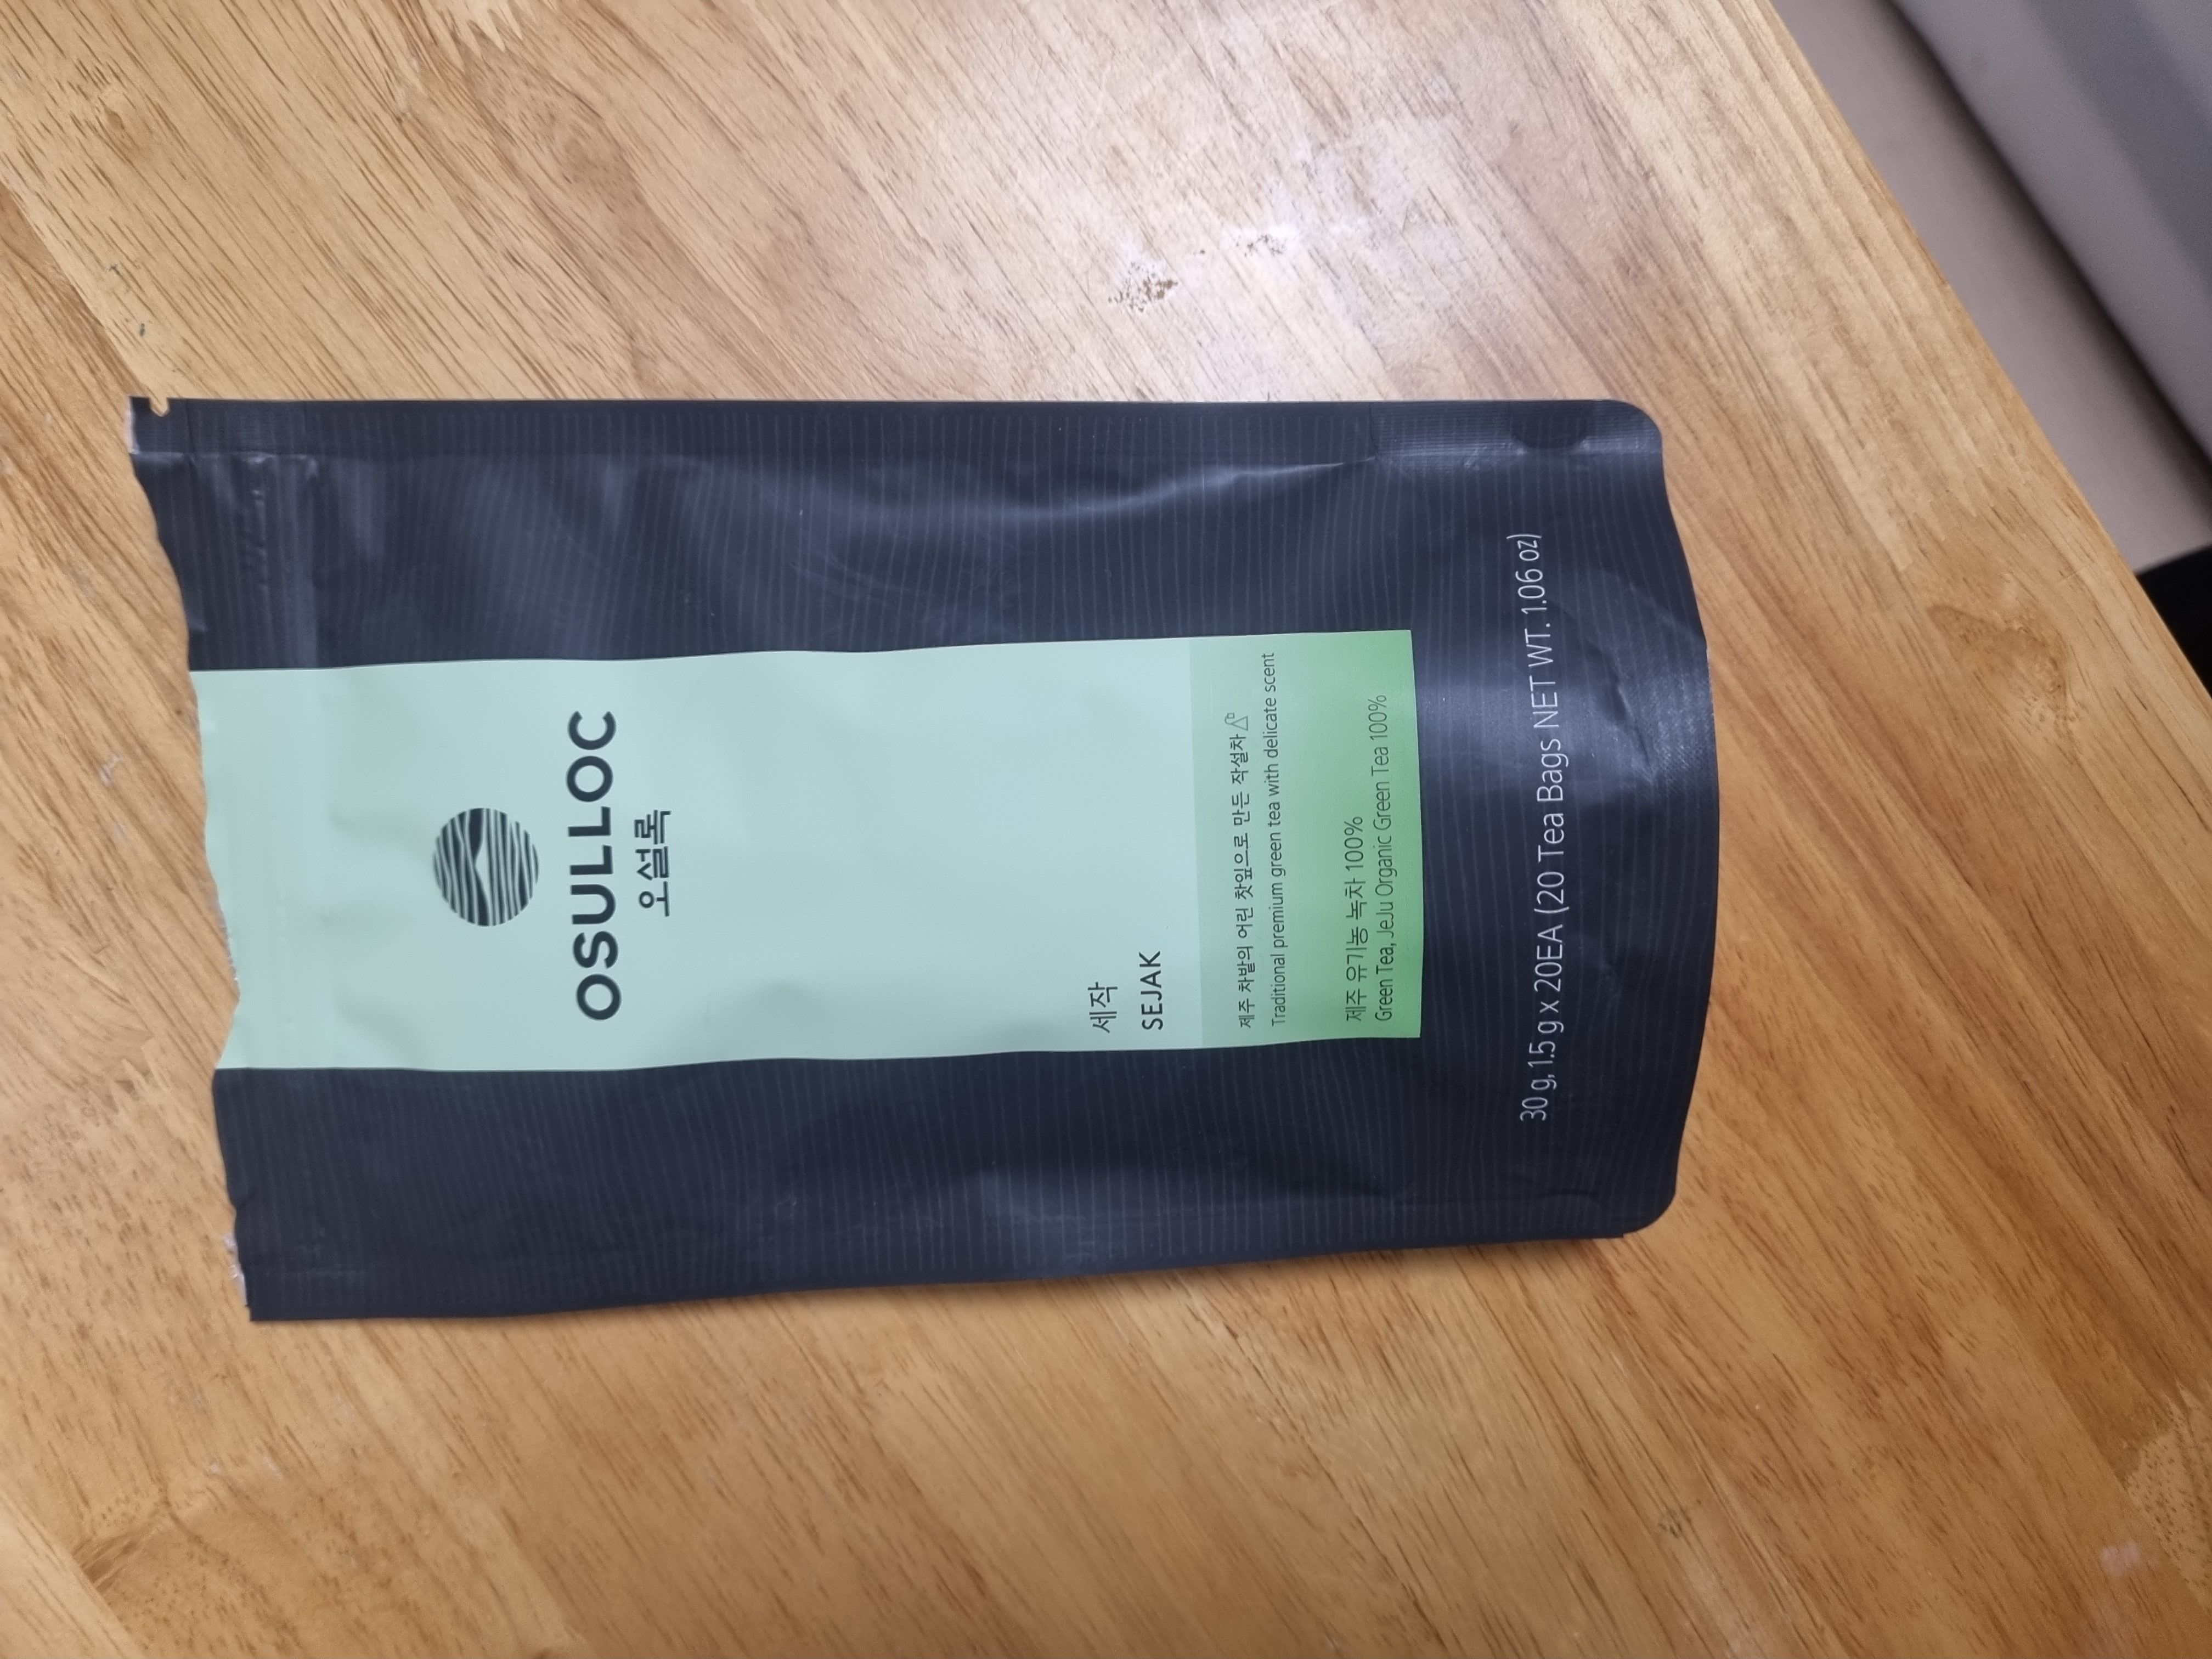 OSULLOC
오설록
세작
SEJAK
제주 차밭의 어린 찻잎으로 만든 작설차
Traditional premium green tea with delicate scent
제주 유기농 녹차 100%
Green Tea, JeJu Organic Green Tea 100%
30 g, 1.5 g x 20EA (20 Tea Bags NET WT. 1.06 oz)